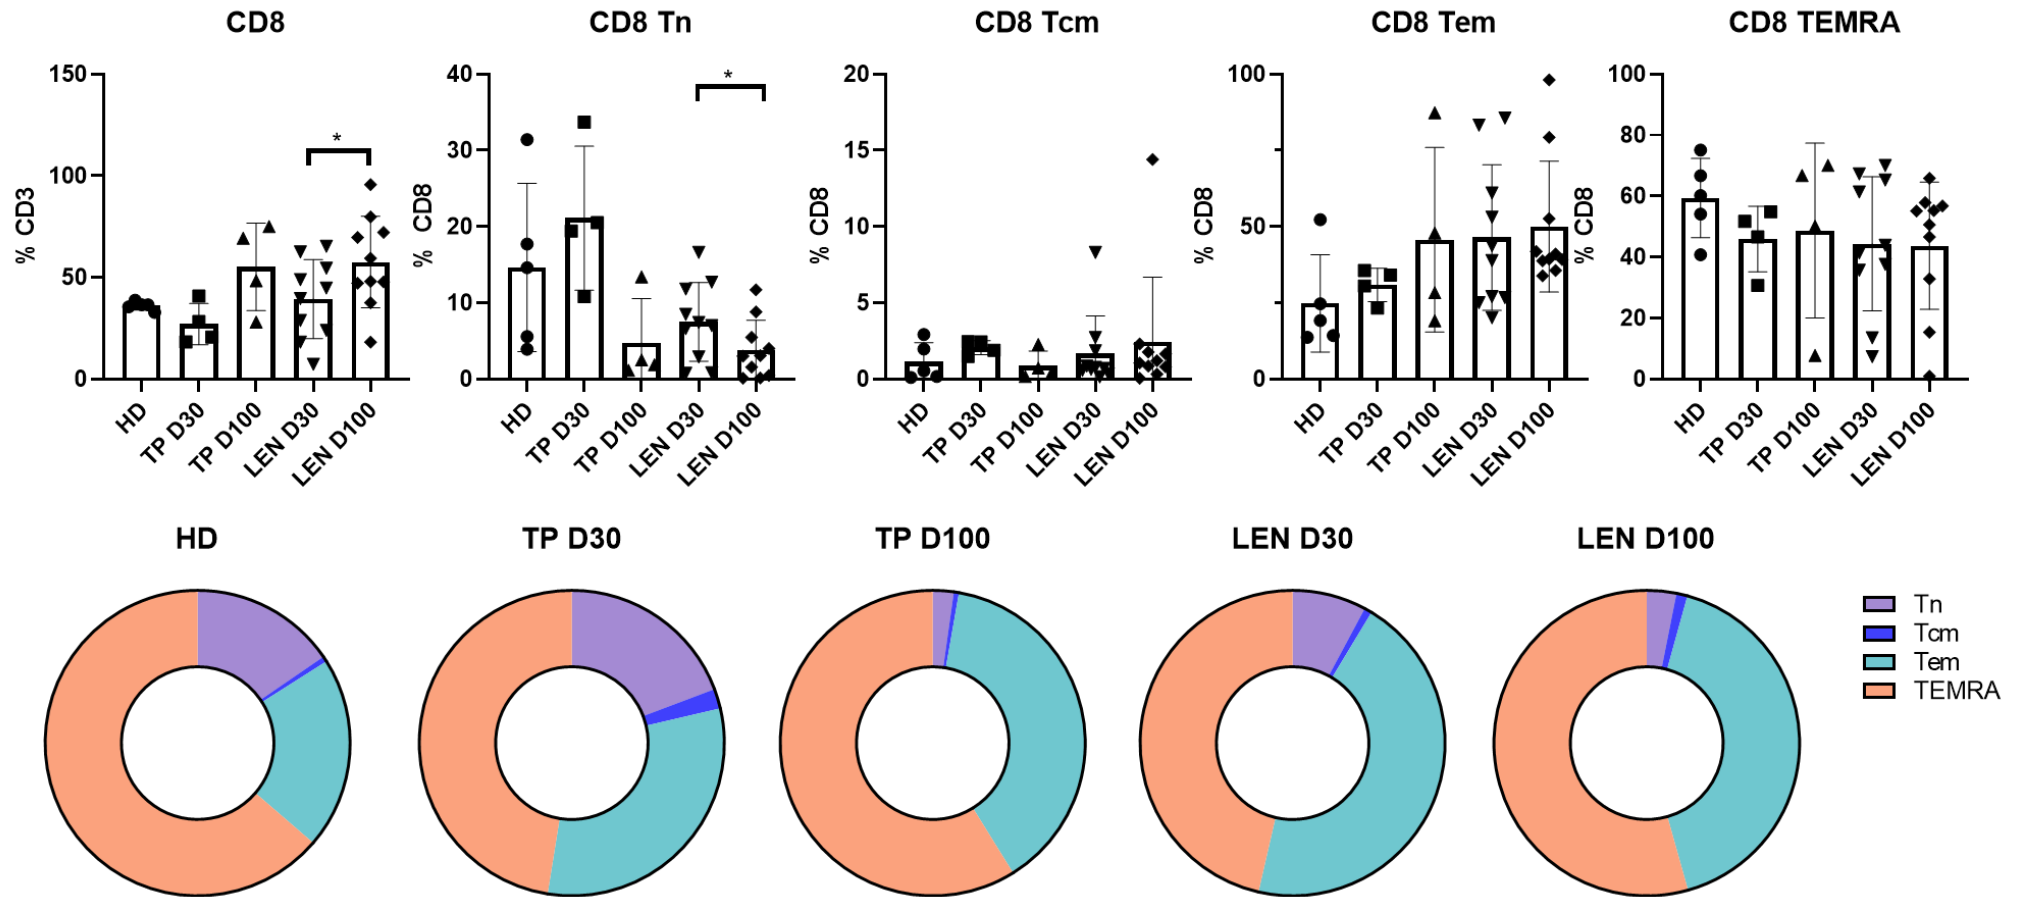 CD8
CD8 Tn
CD8 Tcm
CD8 Tem
CD8 TEMRA
% CD3
150
100
50
0
*
HD
TP D30
TP D100
LEN D30
LEN D100
% CD8
40
30
20
10
0
*
HD
TP D30
TP D100
LEN D30
LEN D100
% CD8
20
15
10
5
0
HD
TP D30
TP D100
LEN D30
LEN D100
% CD8
100
50
0
HD
TP D30
TP D100
LEN D30
LEN D100
% CD8
100
80
60
40
20
0
HD
TP D30
TP D100
LEN D30
LEN D100
HD
TP D30
TP D100
LEN D30
LEN D100
Tn
Tcm
Tem
TEMRA